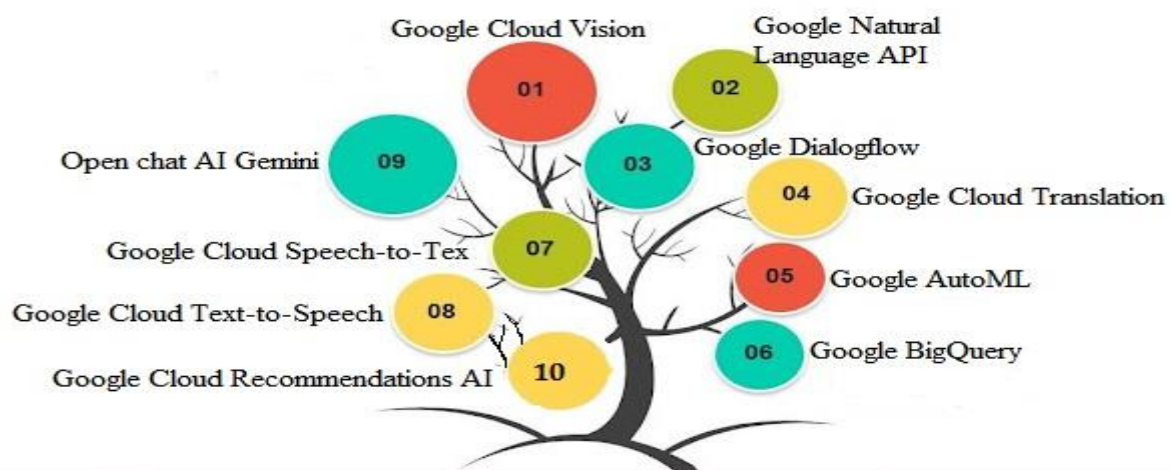 Google Cloud Vision
01
Google Natural
Language API
02
Open chat AI Gemini
09
03
Google Dialogflow
04
Google Cloud Translation
Google Cloud Speech-to-Tex
07
05
Google AutoML
Google Cloud Text-to-Speech
08
06
Google BigQuery
Google Cloud Recommendations AI
10